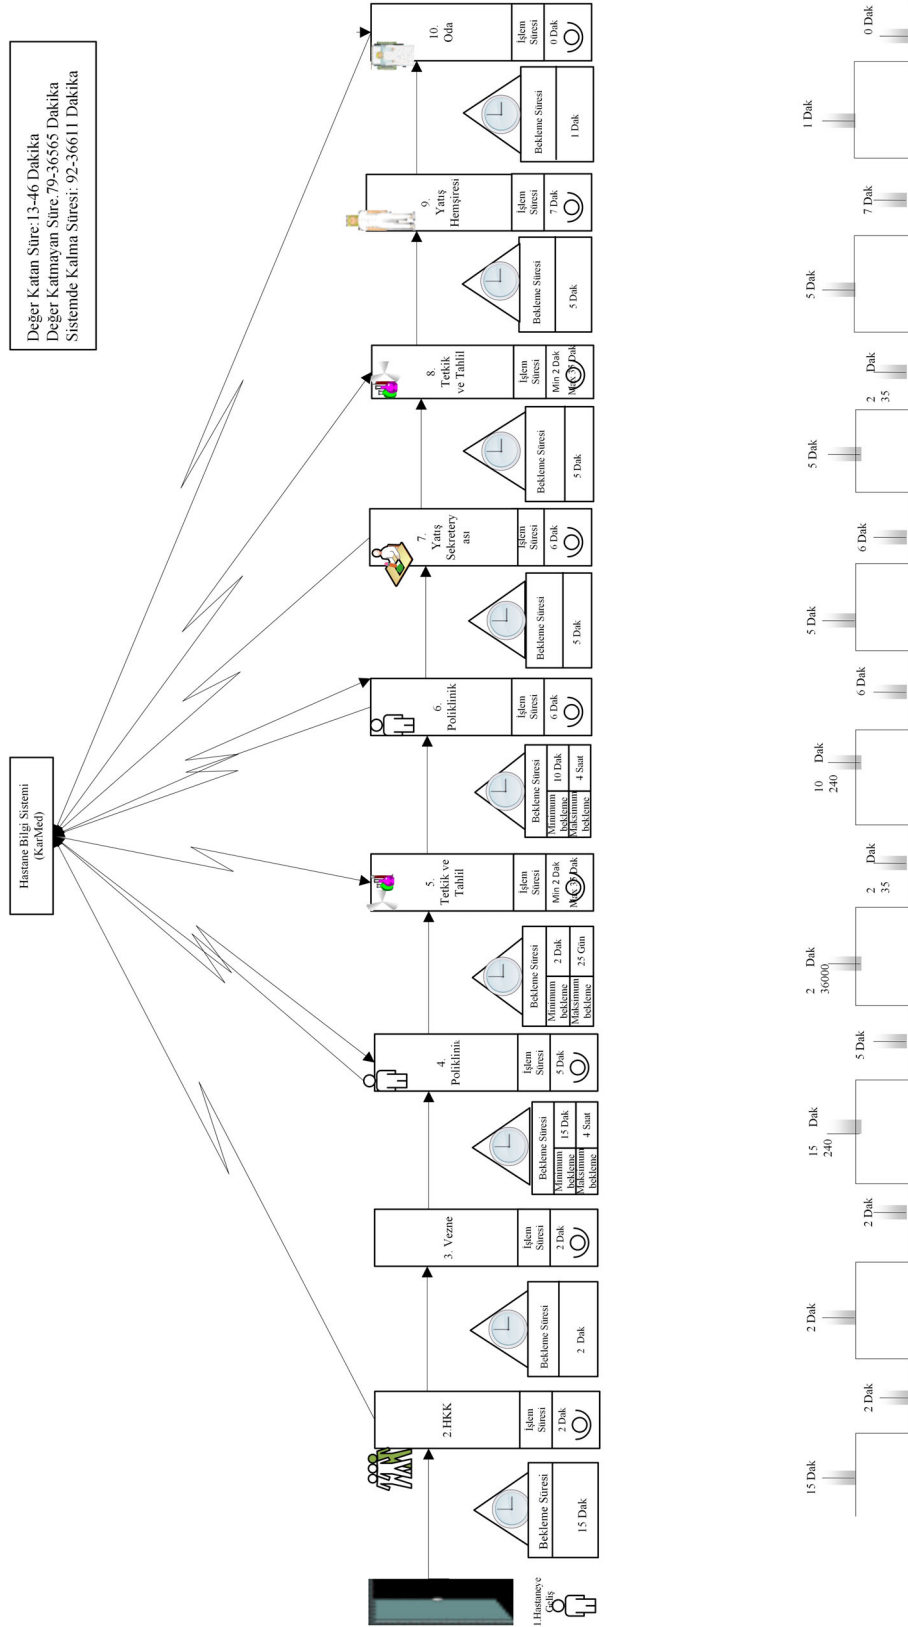 Değer Katan Süre:13-46 Dakika
Değer Katmayan Süre.79-36565 Dakika
Sistemde Kalma Süresi: 92-36611 Dakika
Hastane Bilgi Sistemi
(KarMed)
1.Hastaneye
Geliş
Bekleme Süresi
15 Dak
2.HKK
İşlem
Süresi
2 Dak
Bekleme Süresi
2 Dak
3. Vezne
İşlem
Süresi
2 Dak
Bekleme Süresi
Minimum
bekleme
15 Dak
Maksimum
bekleme
4 Saat
4.
Poliklinik
İşlem
Süresi
5 Dak
Bekleme Süresi
Minimum
bekleme
2 Dak
Maksimum
bekleme
25 Gün
5.
Tetkik ve
Tahlil
İşlem
Süresi
Min 2 Dak
Max 35 Dak
Bekleme Süresi
Minimum
bekleme
10 Dak
Maksimum
bekleme
4 Saat
6.
Poliklinik
İşlem
Süresi
6 Dak
Bekleme Süresi
5 Dak
7.
Yatış
Sekretery
ası
İşlem
Süresi
6 Dak
Bekleme Süresi
5 Dak
8.
Tetkik
ve Tahlil
İşlem
Süresi
Min 2 Dak
Max 35 Dak
Bekleme Süresi
5 Dak
9.
Yatış
Hemşiresi
İşlem
Süresi
7 Dak
Bekleme Süresi
1 Dak
10.
Oda
İşlem
Süresi
0 Dak
15 Dak
2 Dak
2 Dak
2 Dak
15 Dak
240
5 Dak
2 Dak
36000
2 Dak
35
10 Dak
240
6 Dak
5 Dak
6 Dak
5 Dak
2 Dak
35
5 Dak
7 Dak
1 Dak
0 Dak